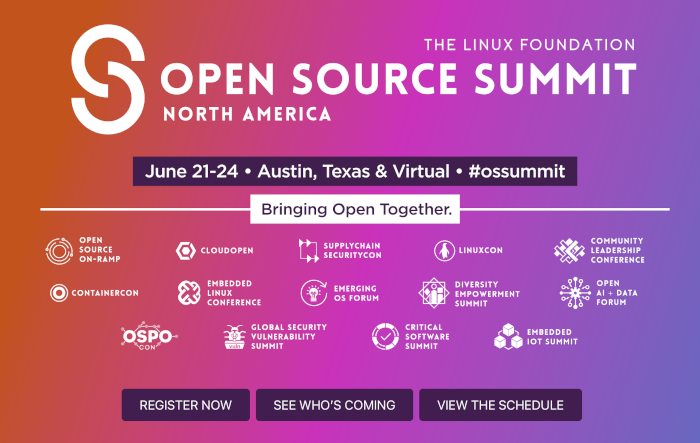 THE LINUX FOUNDATION
OPEN SOURCE SUMMIT
NORTH AMERICA
June 21-24 • Austin, Texas & Virtual • #ossummit
Bringing Open Together.
OPEN
SOURCE
ON-RAMP
CLOUDOPEN
SUPPLYCHAIN
SECURITYCON
LINUXCON
COMMUNITY
LEADERSHIP
CONFERENCE
CONTAINERCON
EMBEDDED
LINUX
CONFERENCE
EMERGING
OS FORUM
DIVERSITY
EMPOWERMENT
SUMMIT
OPEN
AI + DATA
FORUM
OSPO
CON
GLOBAL SECURITY
VULNERABILITY
SUMMIT
CRITICAL
SOFTWARE
SUMMIT
EMBEDDED
IOT SUMMIT
REGISTER NOW
SEE WHO'S COMING
VIEW THE SCHEDULE